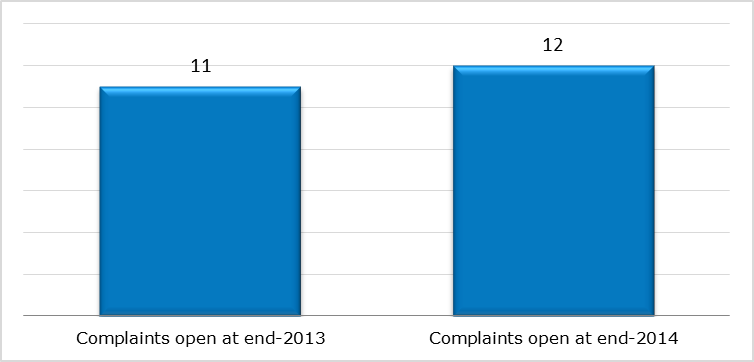 11
12
Complaints open at end-2013
Complaints open at end-2014